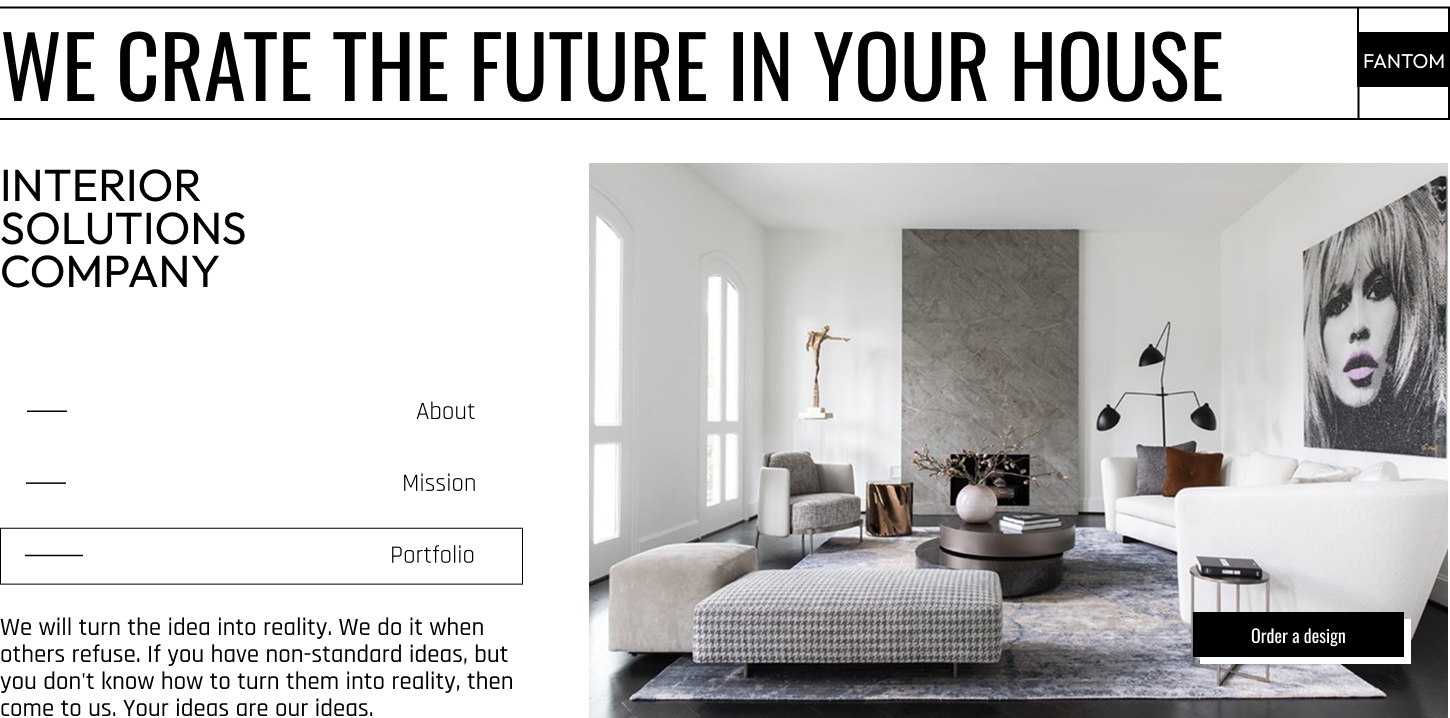 WE CRATE THE FUTURE IN YOUR HOUSE
FANTOM
INTERIOR
SOLUTIONS
COMPANY
About
Mission
Portfolio
We will turn the idea into reality. We do it when
others refuse. If you have non-standard ideas, but
you don't know how to turn them into reality, then
come to us. Your ideas are our ideas.
Order a design